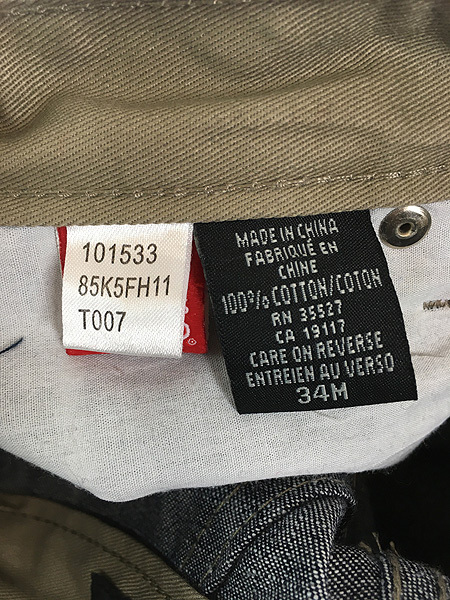 101533
85K5FH11
T007
MADE IN CHINA
FABRIQUÉ EN
CHINE
100% COTTON/COTON
RN 35527
CA 19117
CARE ON REVERSE
ENTREIEN AU VERSO
34M